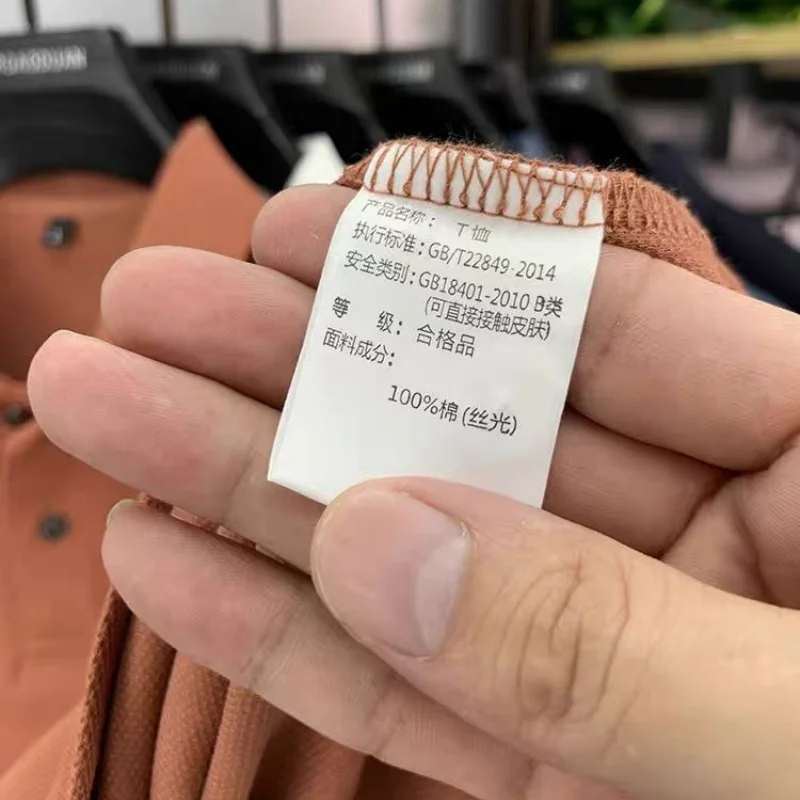 产品名称： T恤
执行标准：GB/T22849-2014
安全类别：GB18401-2010 B类
(可直接接触皮肤)
等 级： 合格品
面料成分：
100%棉(丝光)